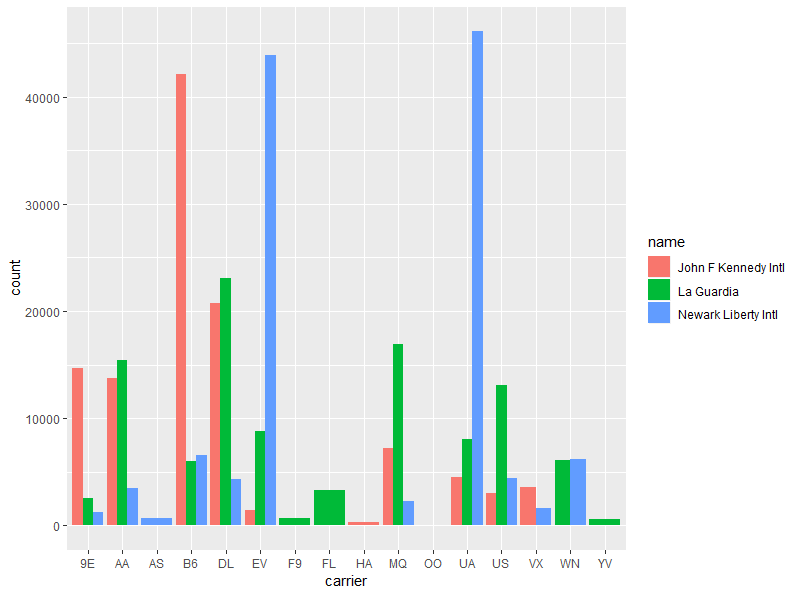 40000
30000
20000
10000
0
count
9E AA AS B6 DL EV F9 FL HA MQ OO UA US VX WN YV
carrier
name
John F Kennedy Intl
La Guardia
Newark Liberty Intl